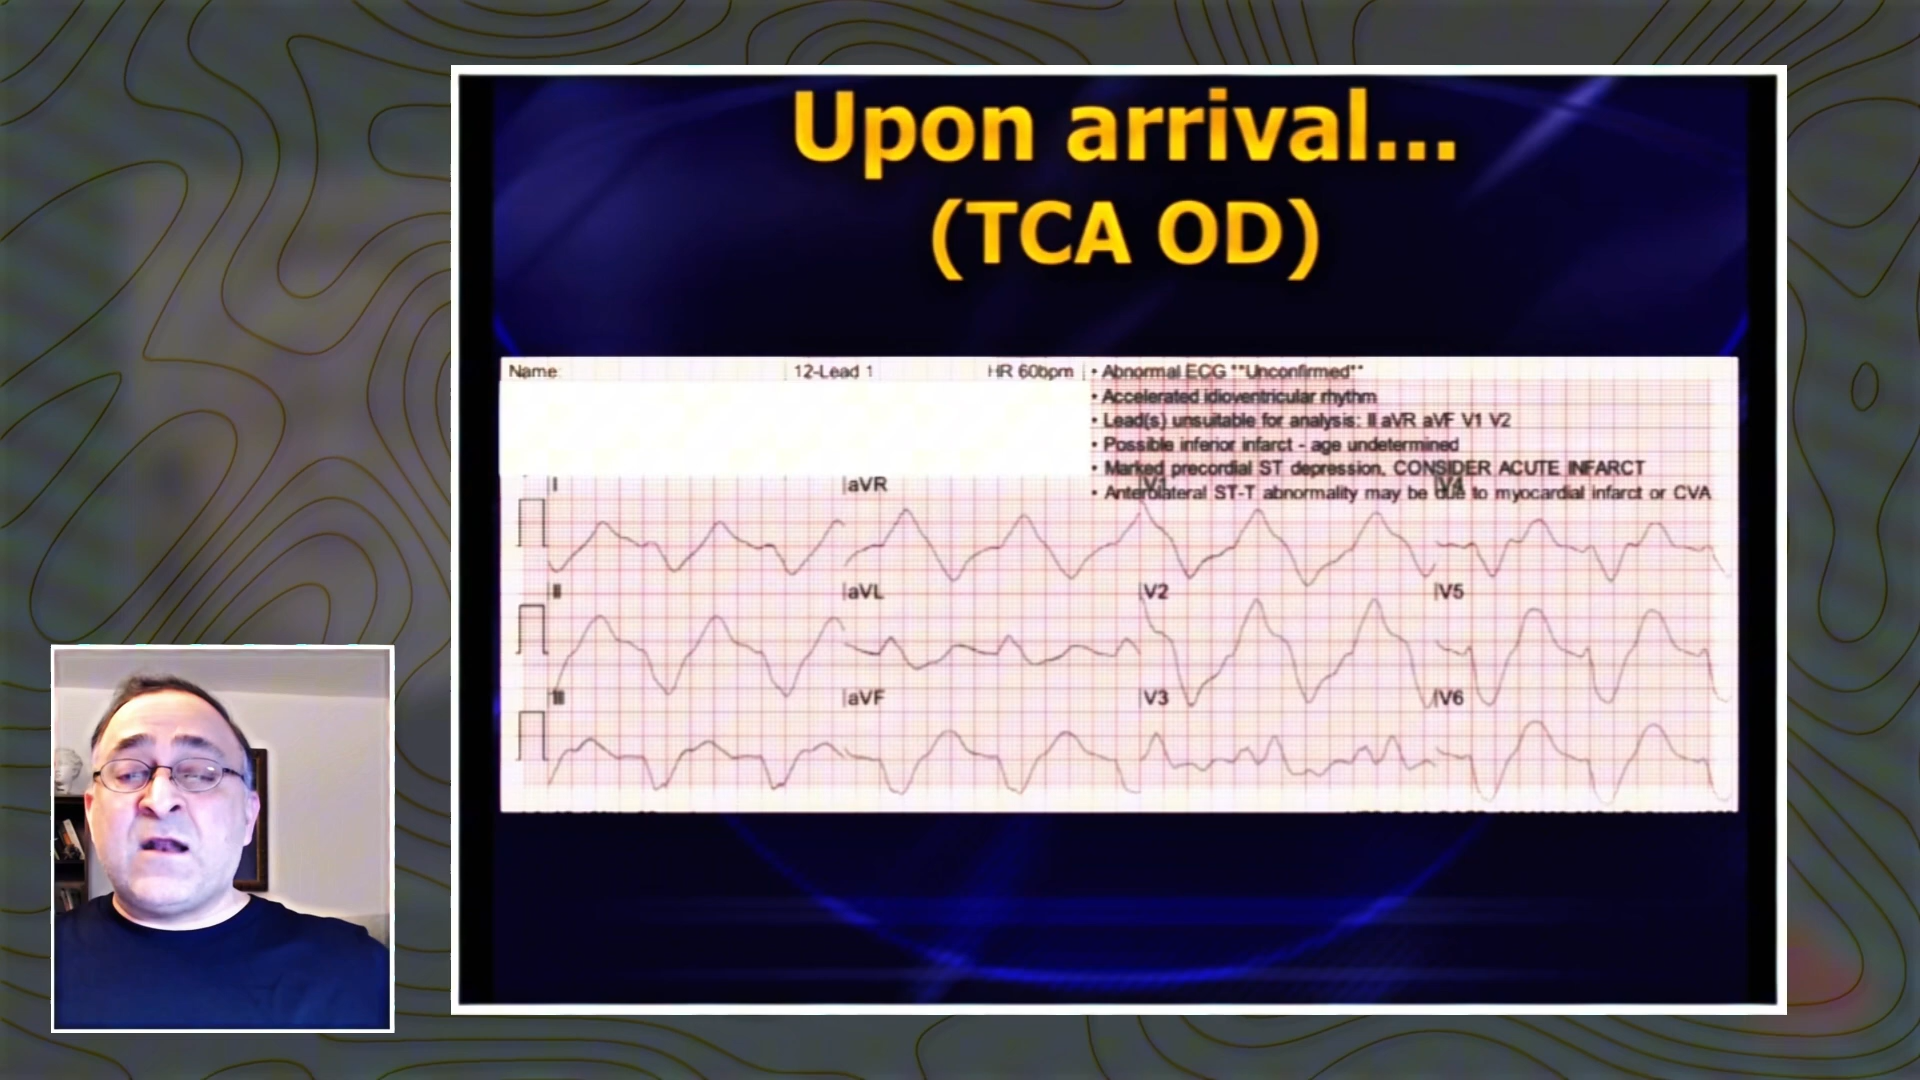 Upon arrival...
(TCA OD)
Name:
12-Lead 1
HR 60bpm
• Abnormal ECG **Unconfirmed**
• Accelerated idioventricular rhythm
• Lead(s) unsuitable for analysis: II aVR aVF V1 V2
• Possible inferior infarct - age undetermined
• Marked precordial ST depression, CONSIDER ACUTE INFARCT
• Anterolateral ST-T abnormality may be due to myocardial infarct or CVA
I aVR V1 V4
II aVL V2 V5
III aVF V3 V6